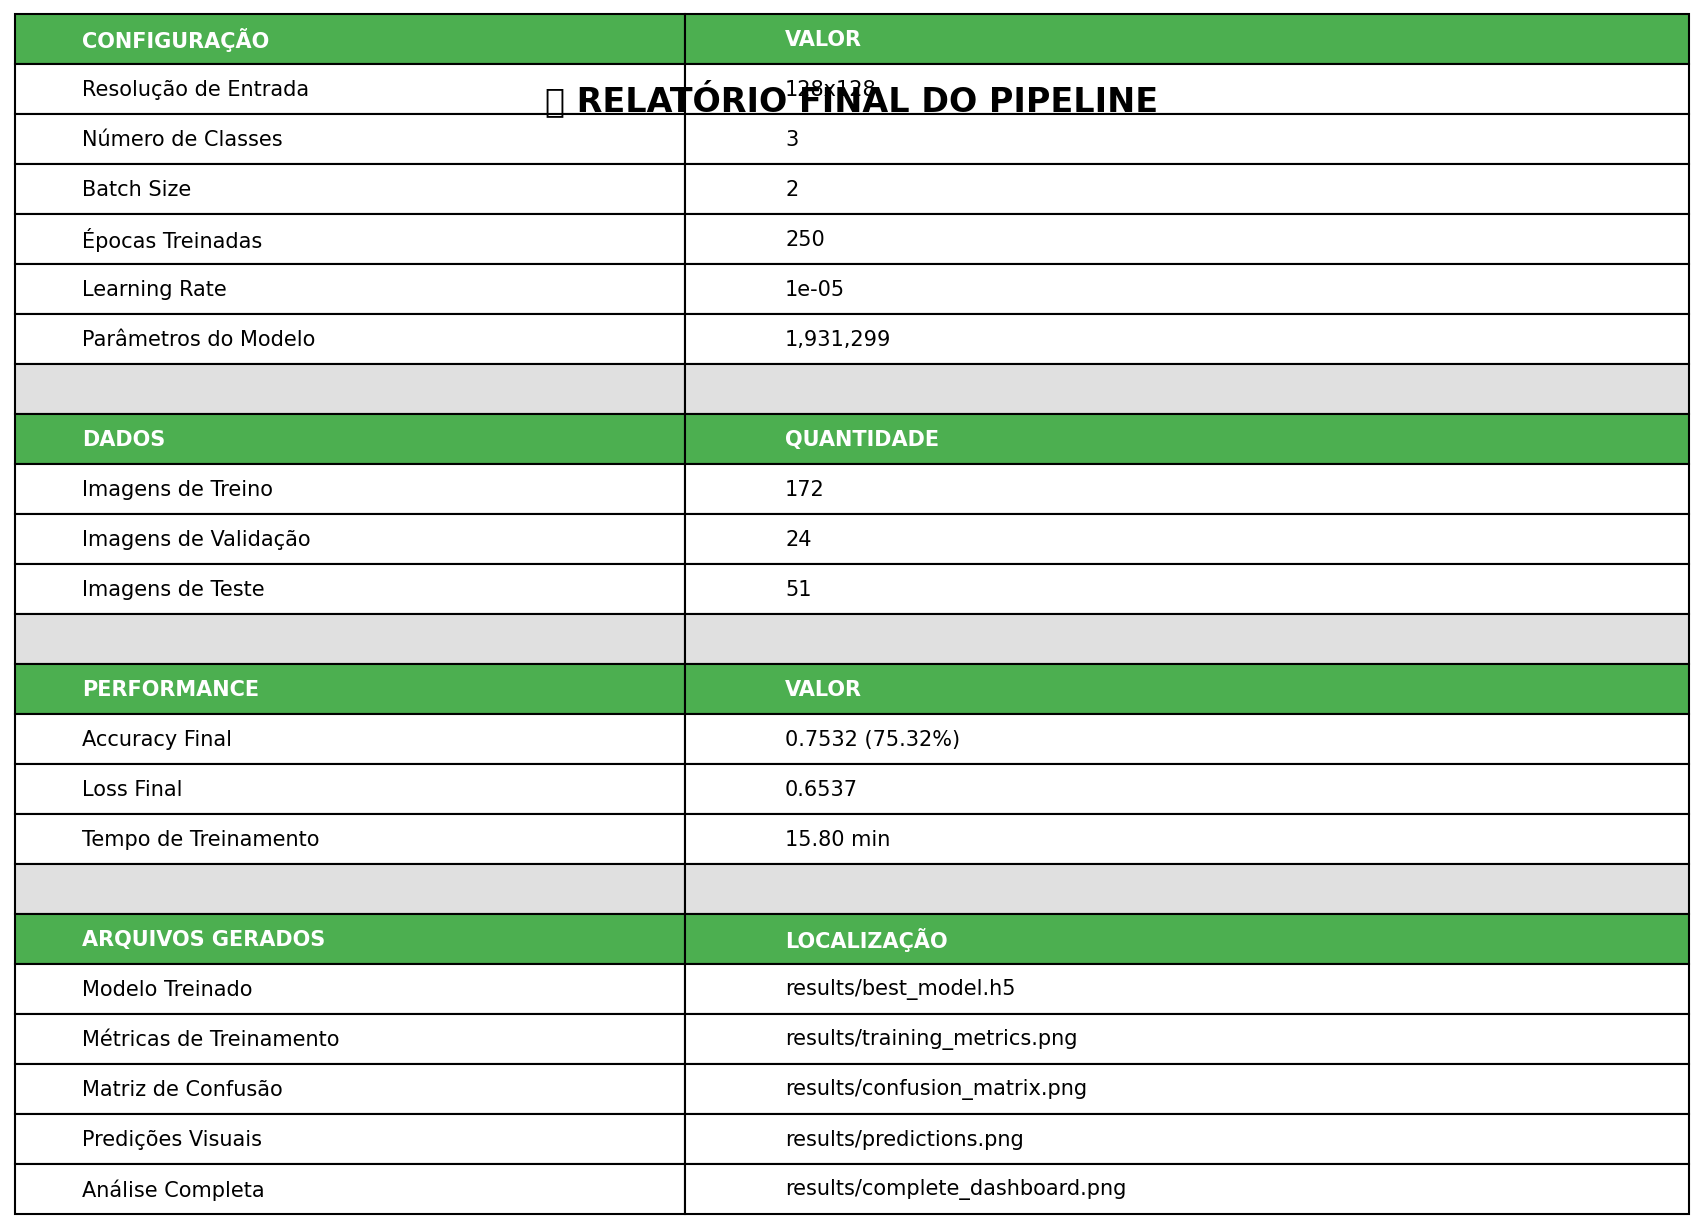 CONFIGURAÇÃO VALOR
Resolução de Entrada 128x128
RELATÓRIO FINAL DO PIPELINE
Número de Classes 3
Batch Size 2
Épocas Treinadas 250
Learning Rate 1e-05
Parâmetros do Modelo 1,931,299
DADOS QUANTIDADE
Imagens de Treino 172
Imagens de Validação 24
Imagens de Teste 51
PERFORMANCE VALOR
Accuracy Final 0.7532 (75.32%)
Loss Final 0.6537
Tempo de Treinamento 15.80 min
ARQUIVOS GERADOS LOCALIZAÇÃO
Modelo Treinado results/best_model.h5
Métricas de Treinamento results/training_metrics.png
Matriz de Confusão results/confusion_matrix.png
Predições Visuais results/predictions.png
Análise Completa results/complete_dashboard.png